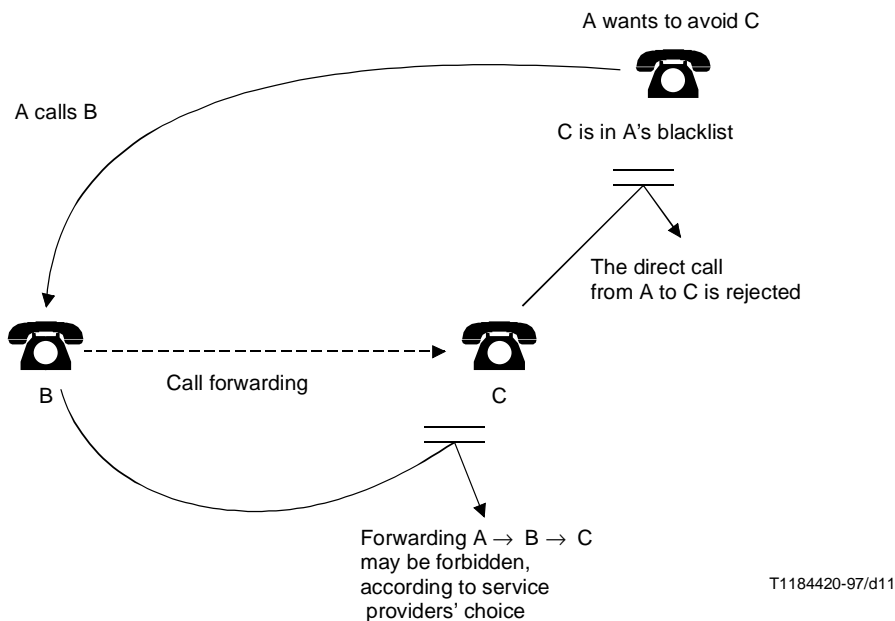 A wants to avoid C
A calls B
C is in A's blacklist
The direct call
from A to C is rejected
Call forwarding
B
C
Forwarding A → B → C
may be forbidden,
according to service
providers' choice
T1184420-97/d11